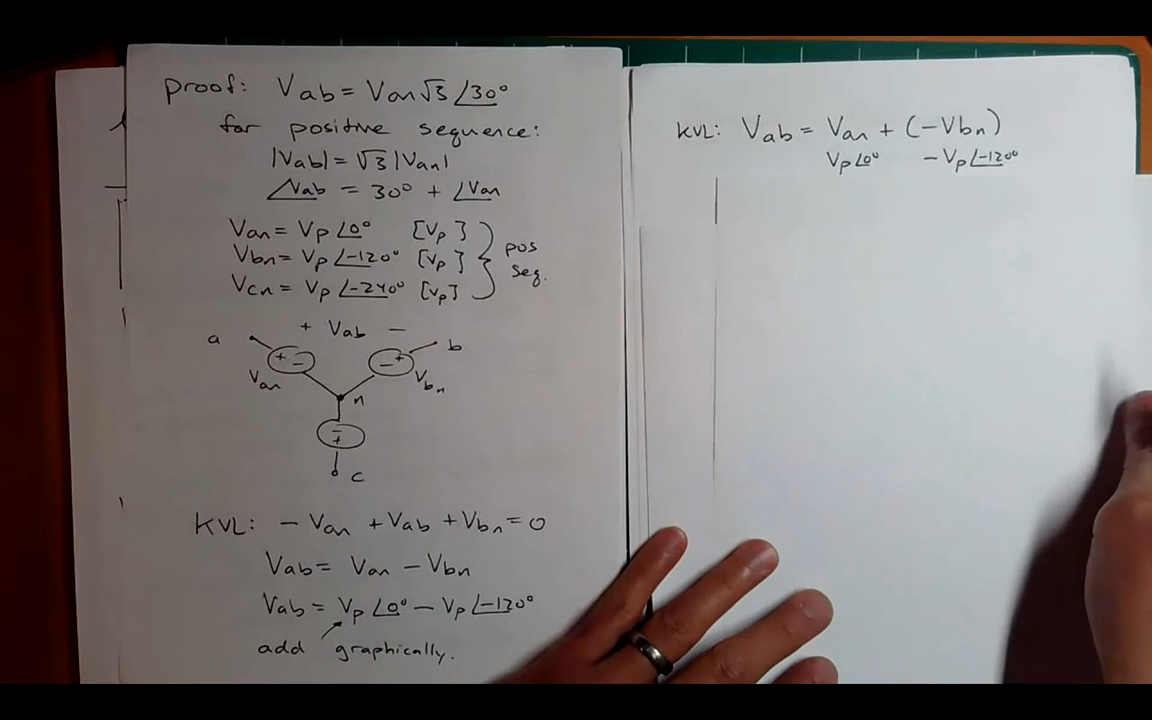 proof: Vab = Van√3 ∠30°
for positive sequence:
|Vab| = √3 |Van|
∠Vab = 30° + ∠Van
Van = Vp ∠0° [Vp]
Vbn = Vp ∠-120° [Vp]
Vcn = Vp ∠-240° [Vp]
pos
seq.
+ Vab −
a
b
+ −
− +
Van
Vbn
n
−
+
c
KVL: − Van + Vab + Vbn = 0
Vab = Van − Vbn
Vab = Vp ∠0° − Vp ∠-120°
add graphically.
KVL: Vab = Van + (−Vbn)
Vp∠0° − Vp∠-120°